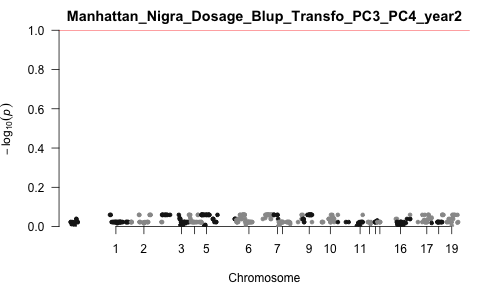 Manhattan_Nigra_Dosage_Blup_Transfo_PC3_PC4_year2
1.0
0.8
0.6
0.4
0.2
0.0
− log₁₀(p)
1 2 3 5 6 7 9 10 11 16 17 19
Chromosome